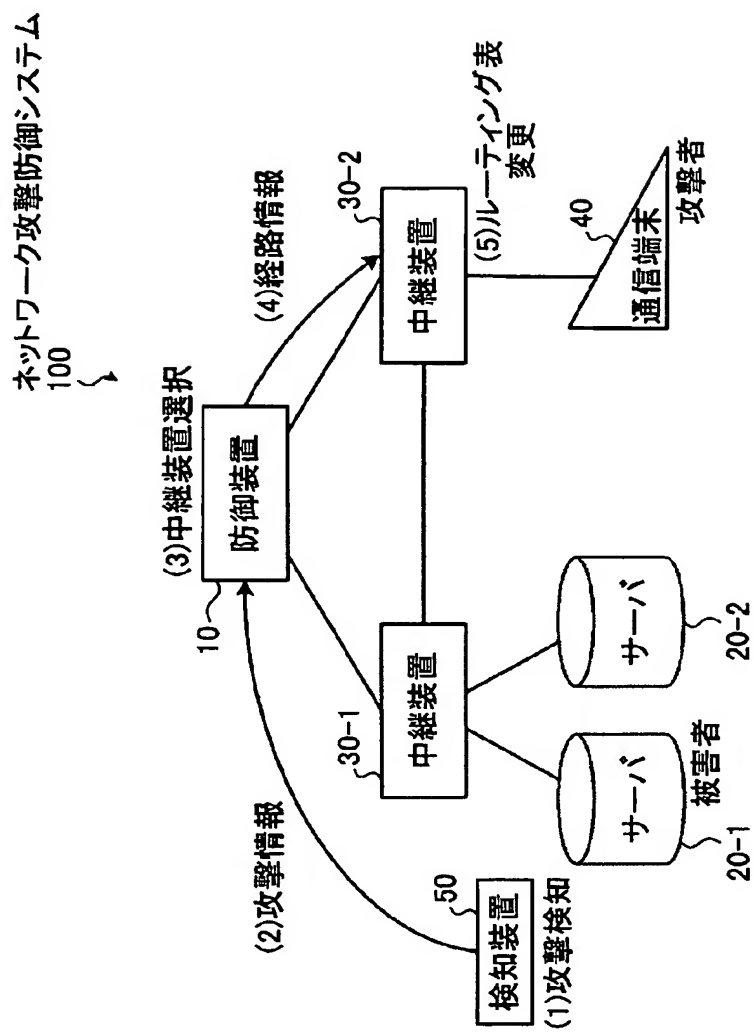 ネットワーク攻撃防御システム
100
(3)中継装置選択
防御装置
10
(4)経路情報
(2)攻撃情報
30-1
中継装置
30-2
中継装置
(5)ルーティング表
変更
50
検知装置
(1)攻撃検知
サーバ
被害者
20-1
サーバ
20-2
40
通信端末
攻撃者